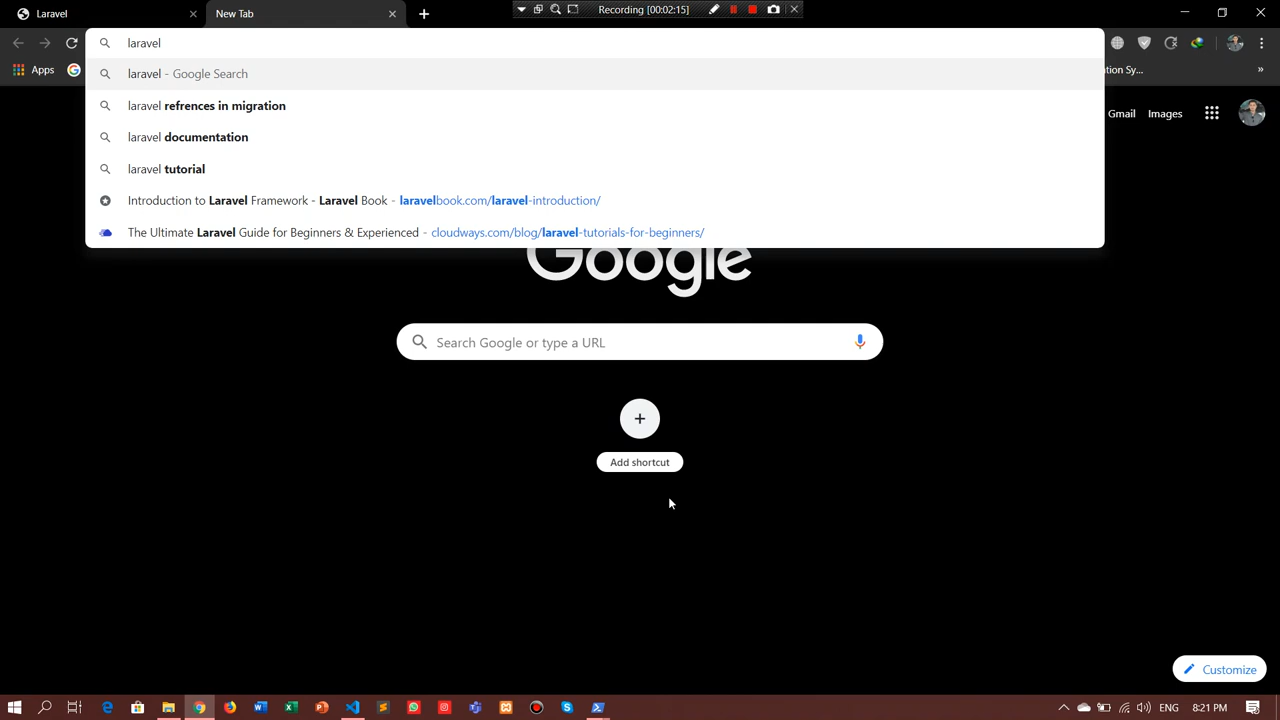 Laravel
New Tab
Recording [00:02:15]
laravel
Apps
tion Sy...
»
laravel - Google Search
laravel refrences in migration
laravel documentation
laravel tutorial
Introduction to Laravel Framework - Laravel Book - laravelbook.com/laravel-introduction/
The Ultimate Laravel Guide for Beginners & Experienced - cloudways.com/blog/laravel-tutorials-for-beginners/
Gmail
Images
Google
Search Google or type a URL
Add shortcut
Customize
ENG
8:21 PM